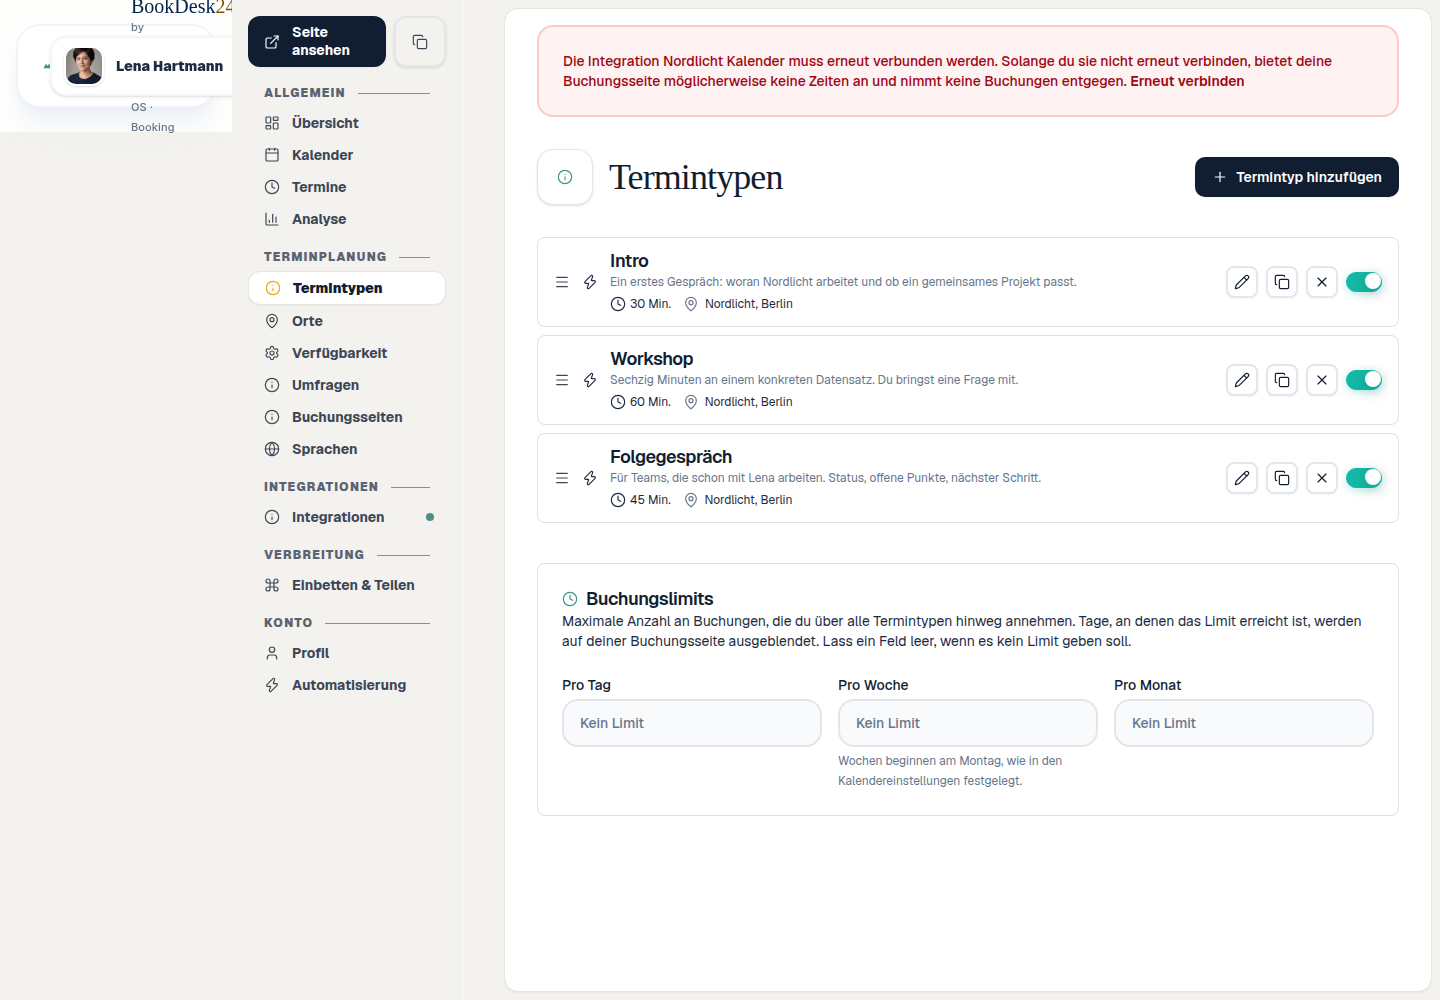 BookDesk24
by
Lena Hartmann
OS ·
Booking
Seite
ansehen
ALLGEMEIN
Übersicht
Kalender
Termine
Analyse
TERMINPLANUNG
Termintypen
Orte
Verfügbarkeit
Umfragen
Buchungsseiten
Sprachen
INTEGRATIONEN
Integrationen
VERBREITUNG
Einbetten & Teilen
KONTO
Profil
Automatisierung
Die Integration Nordlicht Kalender muss erneut verbunden werden. Solange du sie nicht erneut verbinden, bietet deine
Buchungsseite möglicherweise keine Zeiten an und nimmt keine Buchungen entgegen. Erneut verbinden
Termintypen
Termintyp hinzufügen
Intro
Ein erstes Gespräch: woran Nordlicht arbeitet und ob ein gemeinsames Projekt passt.
30 Min. Nordlicht, Berlin
Workshop
Sechzig Minuten an einem konkreten Datensatz. Du bringst eine Frage mit.
60 Min. Nordlicht, Berlin
Folgegespräch
Für Teams, die schon mit Lena arbeiten. Status, offene Punkte, nächster Schritt.
45 Min. Nordlicht, Berlin
Buchungslimits
Maximale Anzahl an Buchungen, die du über alle Termintypen hinweg annehmen. Tage, an denen das Limit erreicht ist, werden
auf deiner Buchungsseite ausgeblendet. Lass ein Feld leer, wenn es kein Limit geben soll.
Pro Tag Pro Woche Pro Monat
Kein Limit Kein Limit Kein Limit
Wochen beginnen am Montag, wie in den
Kalendereinstellungen festgelegt.